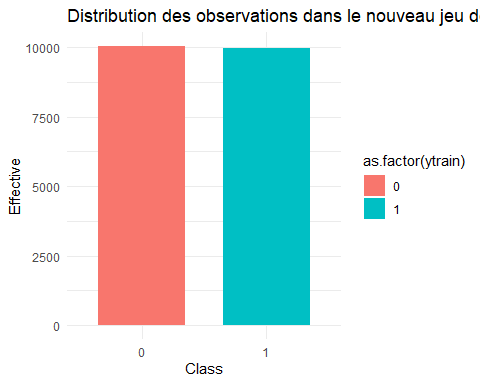 Distribution des observations dans le nouveau jeu d
10000
7500
5000
2500
0
Effective
0
1
Class
as.factor(ytrain)
0
1